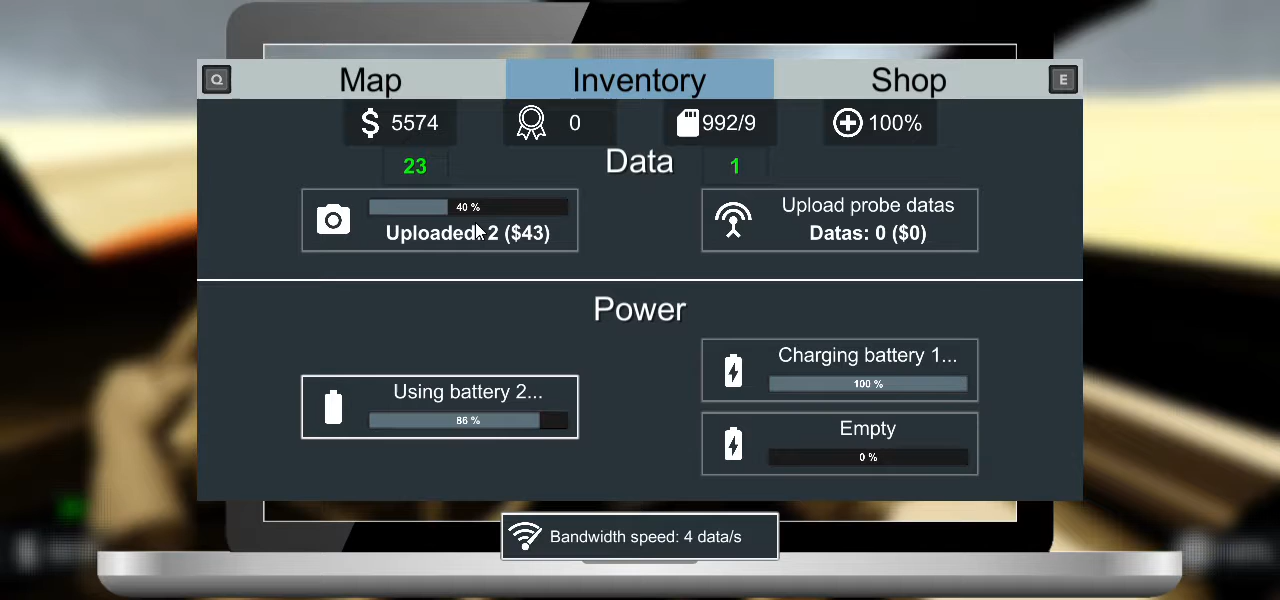 Q
Map
Inventory
Shop
E
$ 5574
0
992/9
100%
23
Data
1
40 %
Uploaded: 2 ($43)
Upload probe datas
Datas: 0 ($0)
Power
Using battery 2...
86 %
Charging battery 1...
100 %
Empty
0 %
Bandwidth speed: 4 data/s